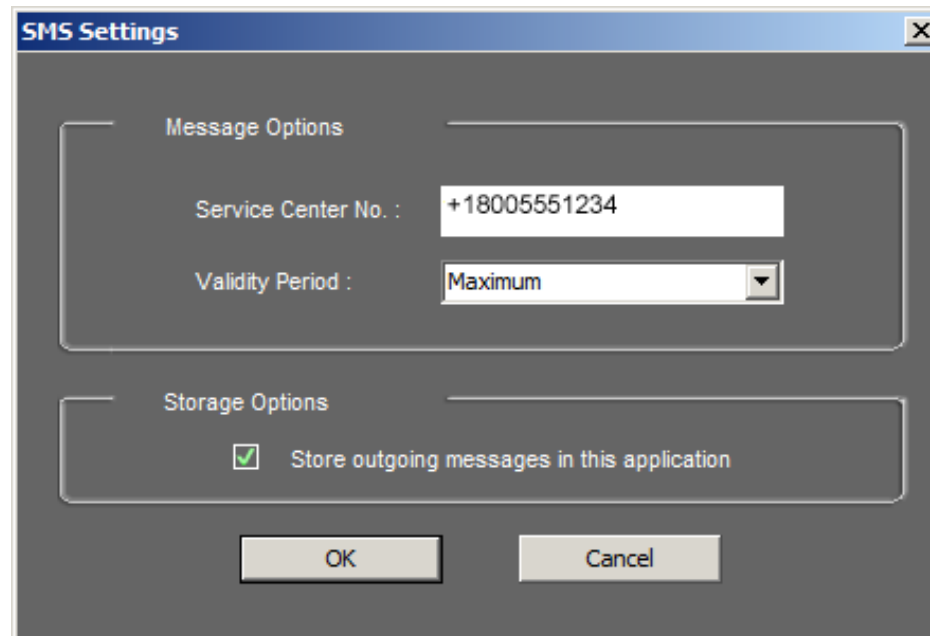 SMS Settings
Message Options
Service Center No. : +18005551234
Validity Period : Maximum
Storage Options
Store outgoing messages in this application
OK Cancel